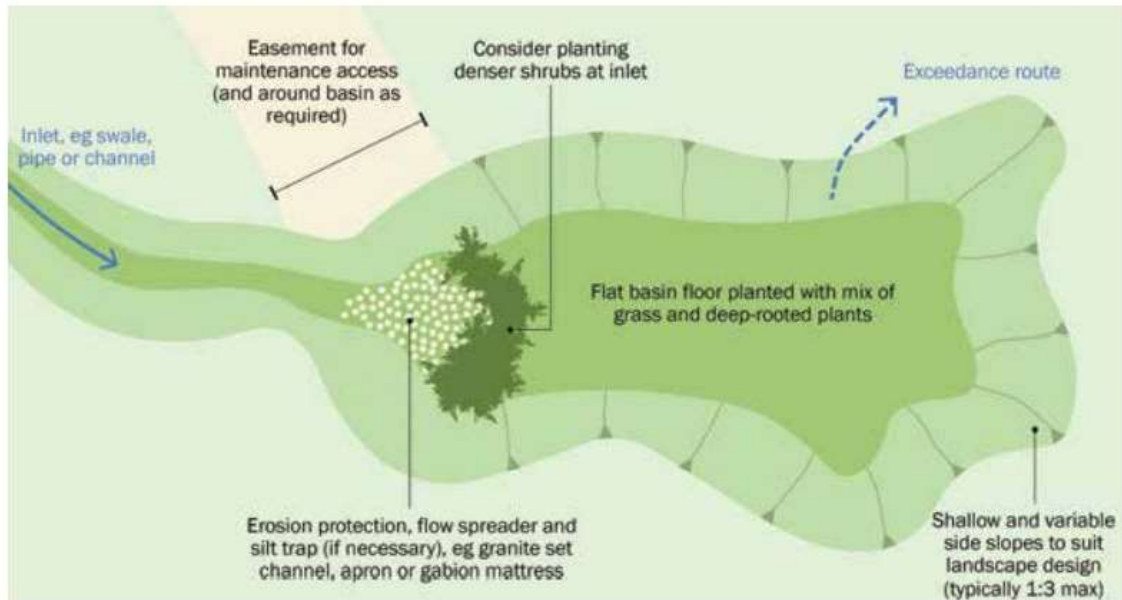 Easement for
maintenance access
(and around basin as
required)
Consider planting
denser shrubs at inlet
Exceedance route
Inlet, eg swale,
pipe or channel
Flat basin floor planted with mix of
grass and deep-rooted plants
Erosion protection, flow spreader and
silt trap (if necessary), eg granite set
channel, apron or gabion mattress
Shallow and variable
side slopes to suit
landscape design
(typically 1:3 max)